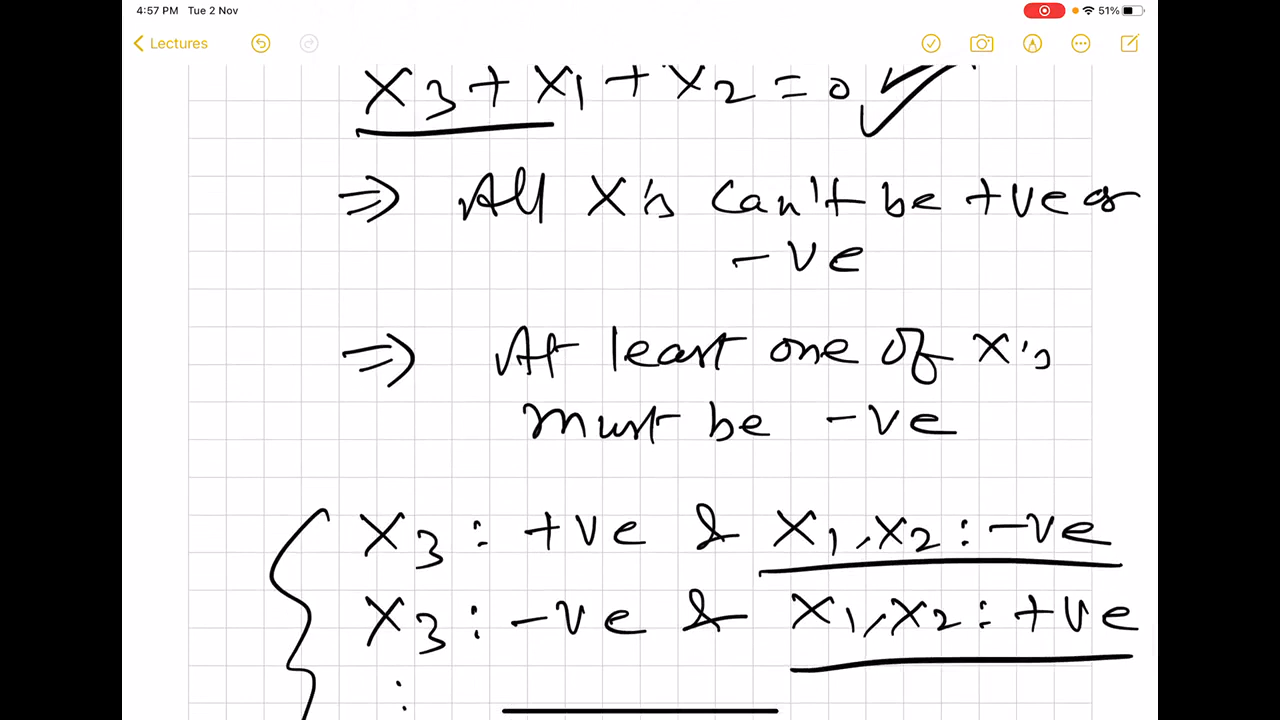 4:57 PM Tue 2 Nov
51%
Lectures
X3 + X1 + X2 = 0 ✓
⇒ All X's can't be +ve or
-ve
⇒ At least one of X's
must be -ve
X3 : +ve & X1, X2 : -ve
X3 : -ve & X1, X2 : +ve
: